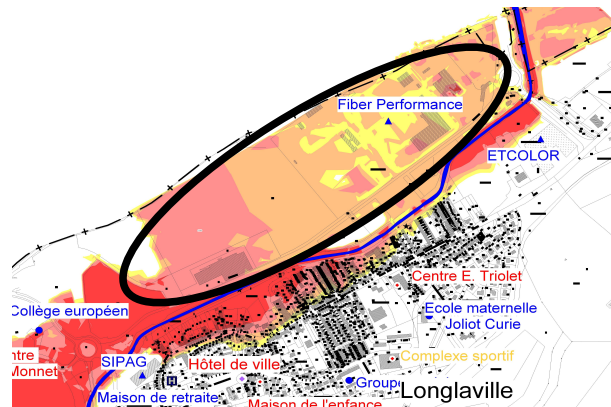 Fiber Performance
ETCOLOR
Centre E. Triolet
Collège européen
Ecole maternelle
Joliot Curie
ntre
Monnet
SIPAG
Hôtel de ville
Complexe sportif
Maison de retraite
H
Groupe
Longlaville
Maison de l'enfance